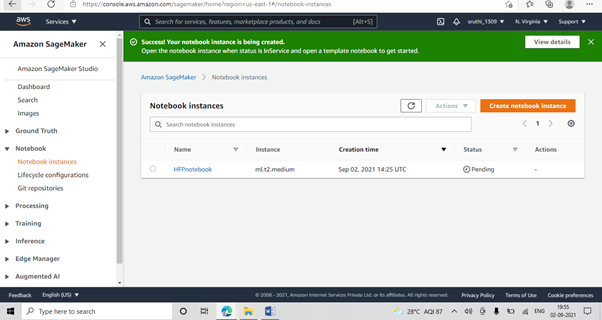 https://console.aws.amazon.com/sagemaker/home?region=us-east-1#/notebook-instances
aws Services Search for services, features, marketplace products, and docs [Alt+S] sruthi_1309 N. Virginia Support
Amazon SageMaker
Success! Your notebook instance is being created.
Open the notebook instance when status is InService and open a template notebook to get started.
View details
Amazon SageMaker Studio
Dashboard
Search
Images
Ground Truth
Notebook
Notebook instances
Lifecycle configurations
Git repositories
Processing
Training
Inference
Edge Manager
Augmented AI
Amazon SageMaker > Notebook instances
Notebook instances
Actions
Create notebook instance
Search notebook instances
1
Name Instance Creation time Status Actions
HFPnotebook ml.t2.medium Sep 02, 2021 14:25 UTC Pending -
Feedback English (US) © 2008 - 2021, Amazon Internet Services Private Ltd. or its affiliates. All rights reserved. Privacy Policy Terms of Use Cookie preferences
Type here to search
28°C AQI 87
ENG
19:55
02-09-2021